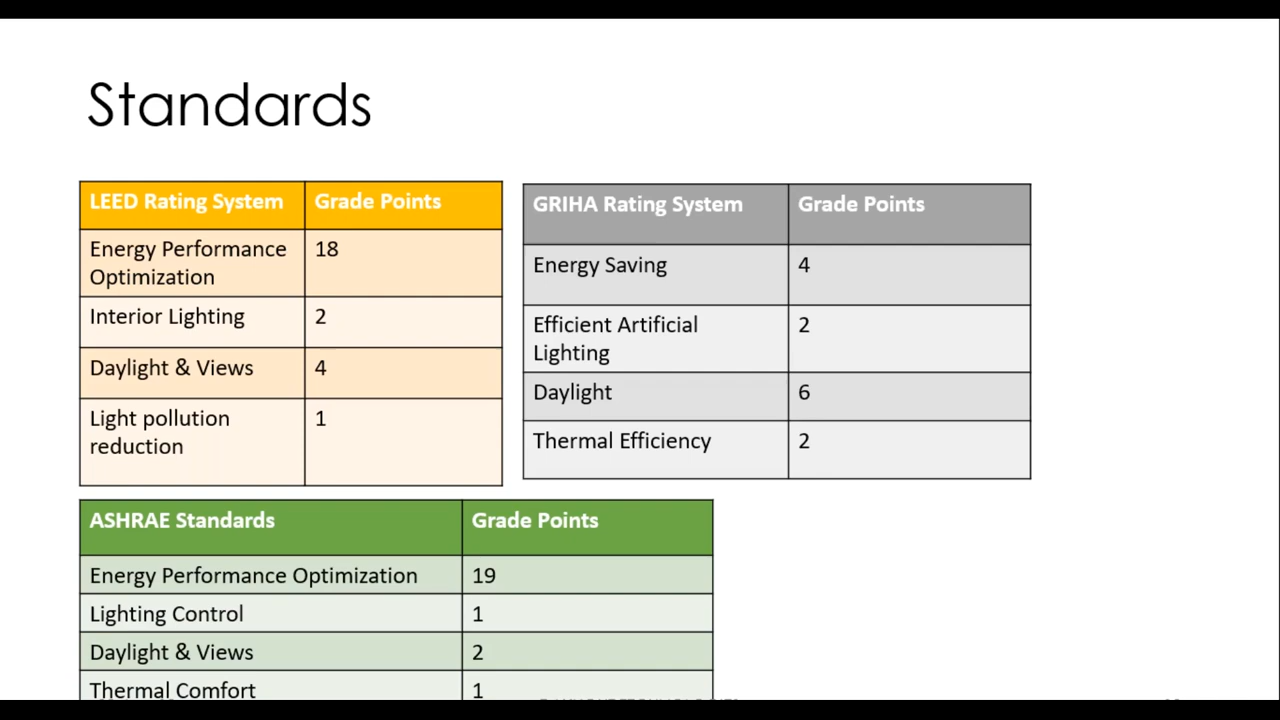 Standards
LEED Rating System Grade Points
Energy Performance 18
Optimization
Interior Lighting 2
Daylight & Views 4
Light pollution 1
reduction
GRIHA Rating System Grade Points
Energy Saving 4
Efficient Artificial 2
Lighting
Daylight 6
Thermal Efficiency 2
ASHRAE Standards Grade Points
Energy Performance Optimization 19
Lighting Control 1
Daylight & Views 2
Thermal Comfort 1